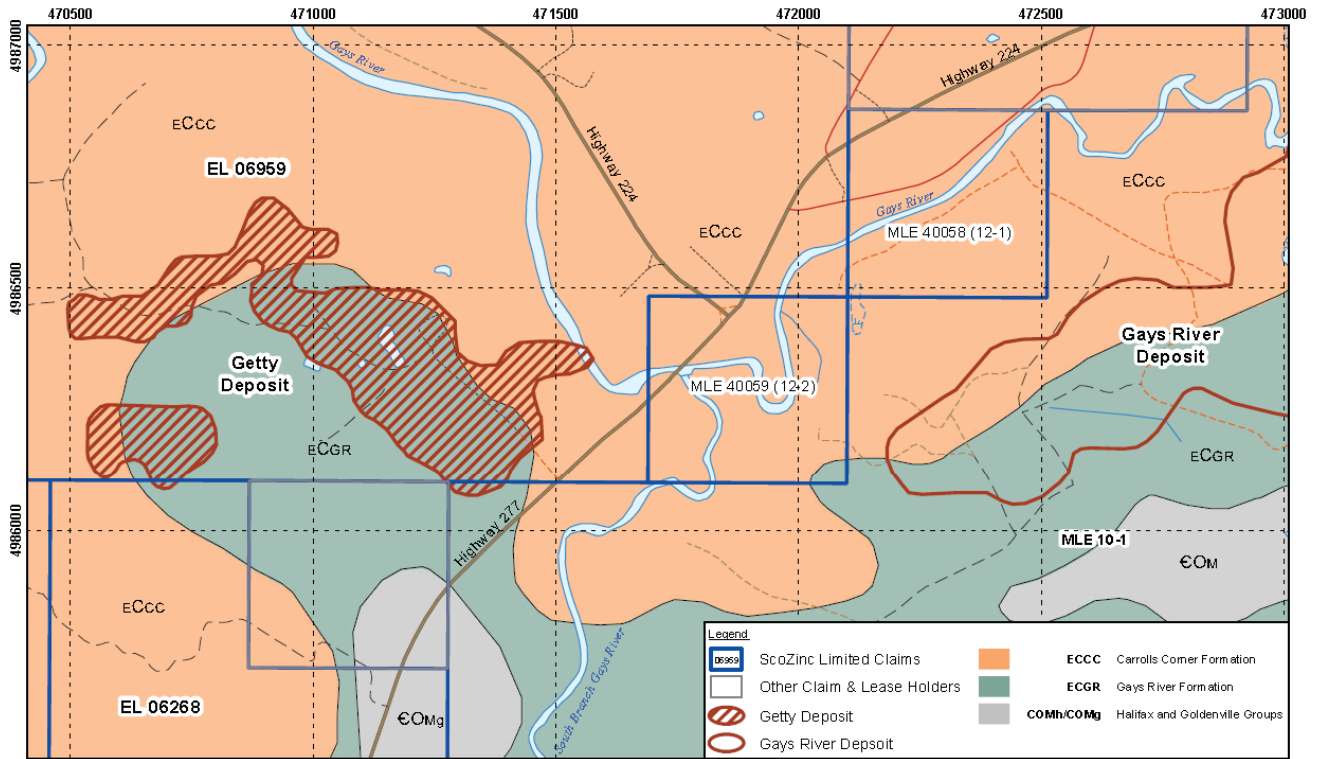 470500 471000 471500 472000 472500 473000
4987000
4986500
4986000
Gays River
Highway 224
Highway 224
ECCC
EL 06959
ECCC
ECCC
Gays River
MLE 40058 (12-1)
Getty
Deposit
Gays River
Deposit
MLE 40059 (12-2)
ECGR
ECGR
Highway 277
MLE 10-1
€OM
ECCC
EL 06268
€OMg
South Branch Gays River
Legend
06959 ScoZinc Limited Claims
Other Claim & Lease Holders
Getty Deposit
Gays River Depsoit
ECCC Carrolls Corner Formation
ECGR Gays River Formation
COMh/COMg Halifax and Goldenville Groups